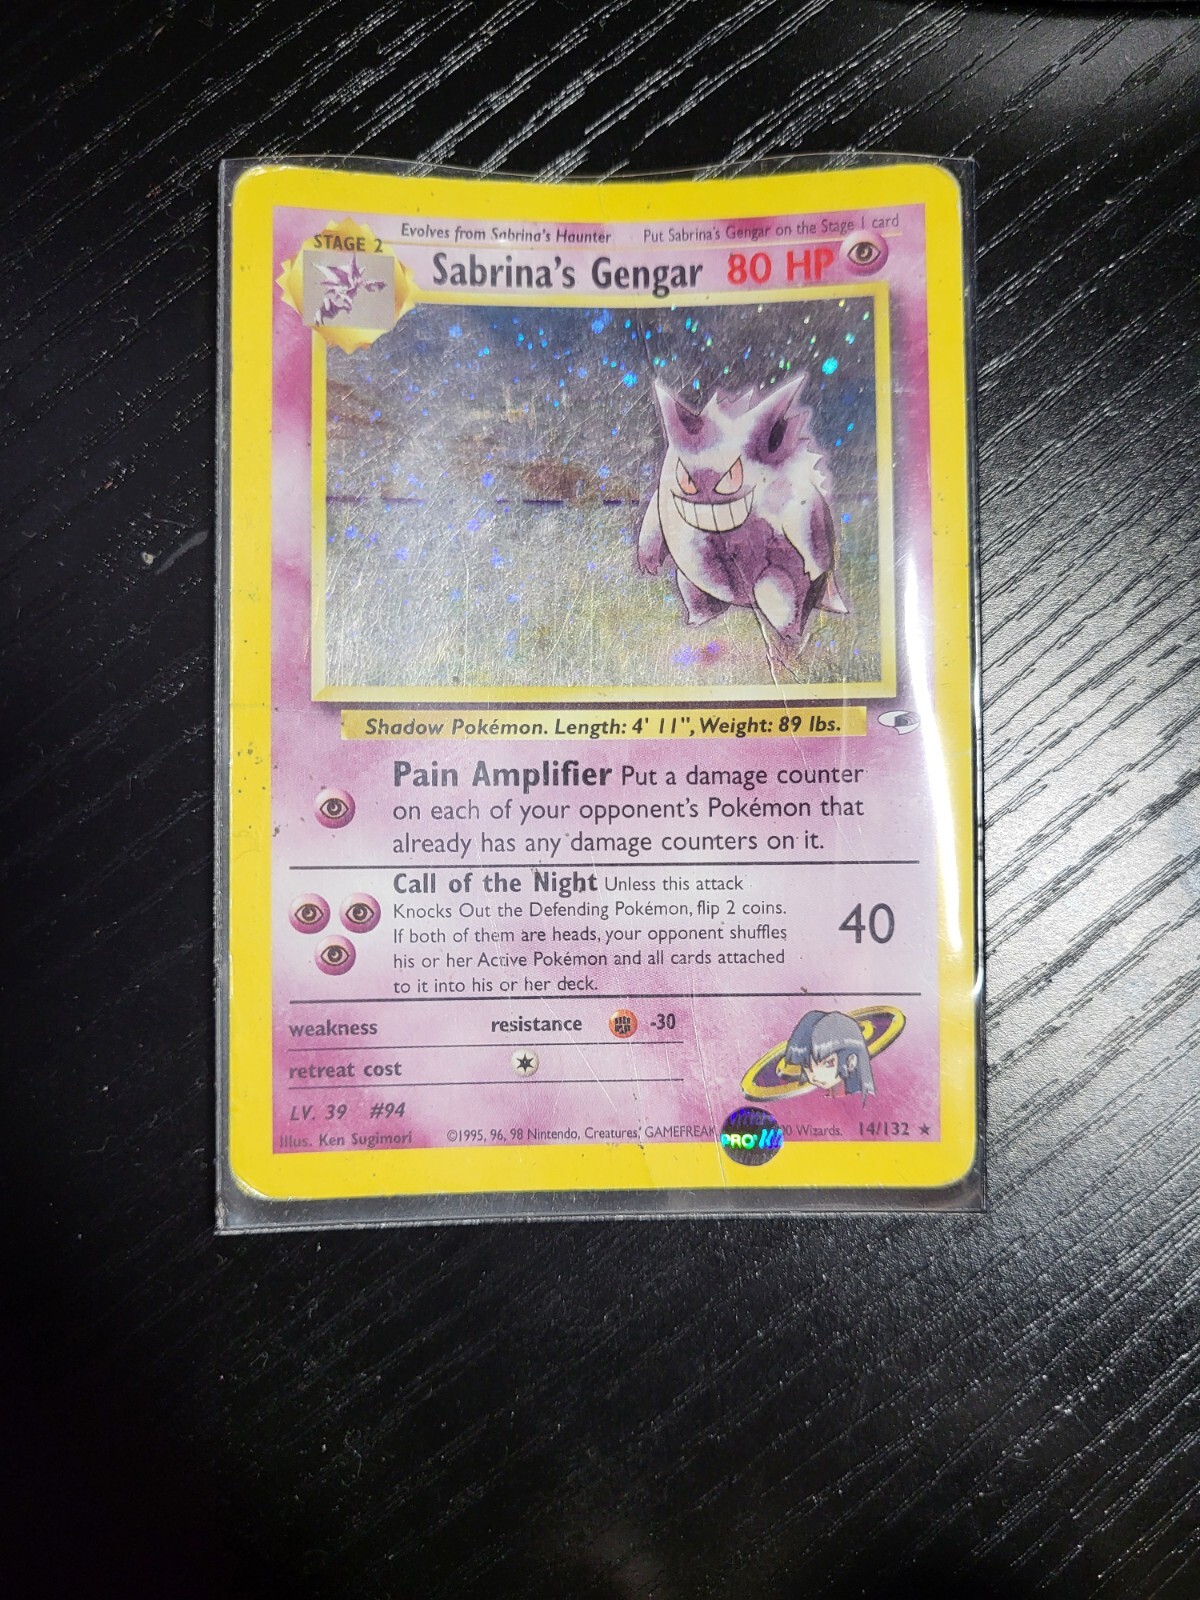 Evolves from Sabrina's Haunter Put Sabrina's Gengar on the Stage 1 card
STAGE 2
Sabrina's Gengar 80 HP
Shadow Pokémon. Length: 4' 11", Weight: 89 lbs.
Pain Amplifier Put a damage counter
on each of your opponent's Pokémon that
already has any damage counters on it.
Call of the Night Unless this attack
Knocks Out the Defending Pokémon, flip 2 coins.
If both of them are heads, your opponent shuffles
his or her Active Pokémon and all cards attached
to it into his or her deck.
40
weakness resistance -30
retreat cost
LV. 39 #94
Illus. Ken Sugimori ©1995, 96, 98 Nintendo, Creatures, GAMEFREAK Wizards. 14/132 ★
PRO